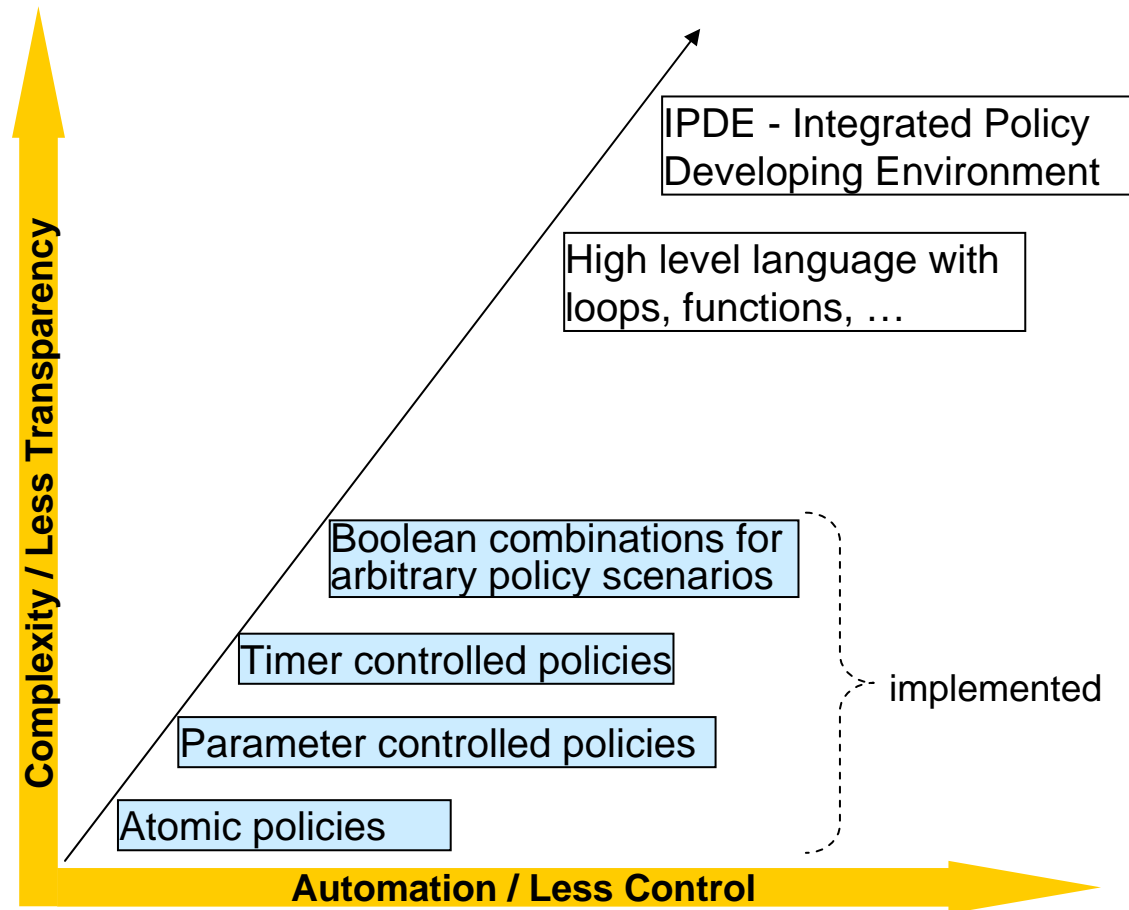 IPDE - Integrated Policy
Developing Environment
High level language with
loops, functions, …
Boolean combinations for
arbitrary policy scenarios
Timer controlled policies
implemented
Parameter controlled policies
Atomic policies
Complexity / Less Transparency
Automation / Less Control